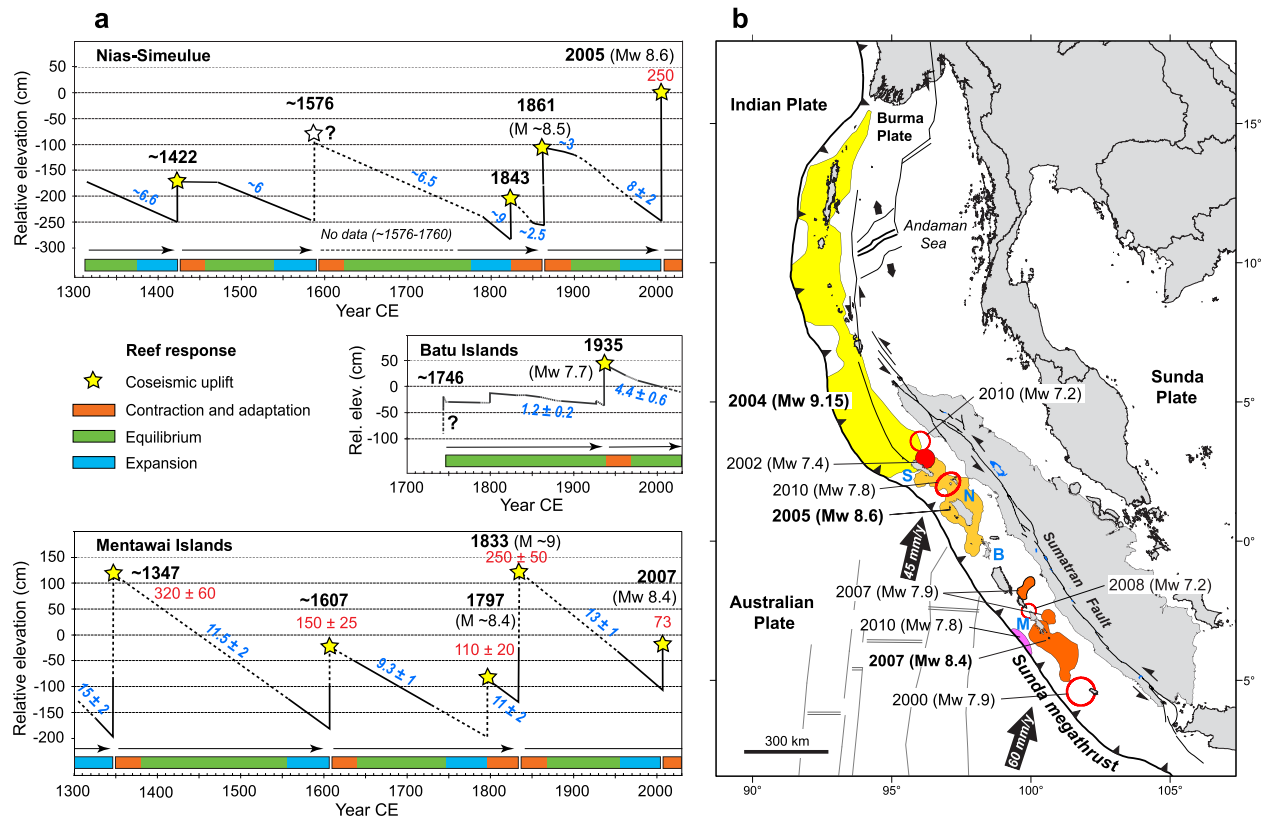 a
Nias-Simeulue
2005 (Mw 8.6)
250
~1576
?
1861
(M ~8.5)
~1422
1843
~6.6
~6
~6.5
~9
~2.5
~3
8 ± 2
No data (~1576-1760)
Relative elevation (cm)
50
0
-50
-100
-150
-200
-250
-300
1300 1400 1500 1600 1700 1800 1900 2000
Year CE
Reef response
Coseismic uplift
Contraction and adaptation
Equilibrium
Expansion
Batu Islands
1935
(Mw 7.7)
~1746
?
1.2 ± 0.2
4.4 ± 0.6
Rel. elev. (cm)
50
0
-50
-100
1700 1800 1900 2000
Year CE
Mentawai Islands
1833 (M ~9)
250 ± 50
2007
(Mw 8.4)
73
~1347
320 ± 60
~1607
150 ± 25
1797
(M ~8.4)
110 ± 20
15 ± 2
11.5 ± 2
9.3 ± 1
11 ± 2
13 ± 1
Relative elevation (cm)
150
100
50
0
-50
-100
-150
-200
1300 1400 1500 1600 1700 1800 1900 2000
Year CE
b
Indian Plate
Burma
Plate
Andaman
Sea
Sunda
Plate
2010 (Mw 7.2)
2004 (Mw 9.15)
2002 (Mw 7.4)
S
2010 (Mw 7.8)
N
2005 (Mw 8.6)
45 mm/y
B
Sumatran
Fault
2007 (Mw 7.9)
2008 (Mw 7.2)
Australian
Plate
M
2010 (Mw 7.8)
2007 (Mw 8.4)
2000 (Mw 7.9)
Sunda megathrust
60 mm/y
300 km
15°
10°
5°
0°
5°
90° 95° 100° 105°